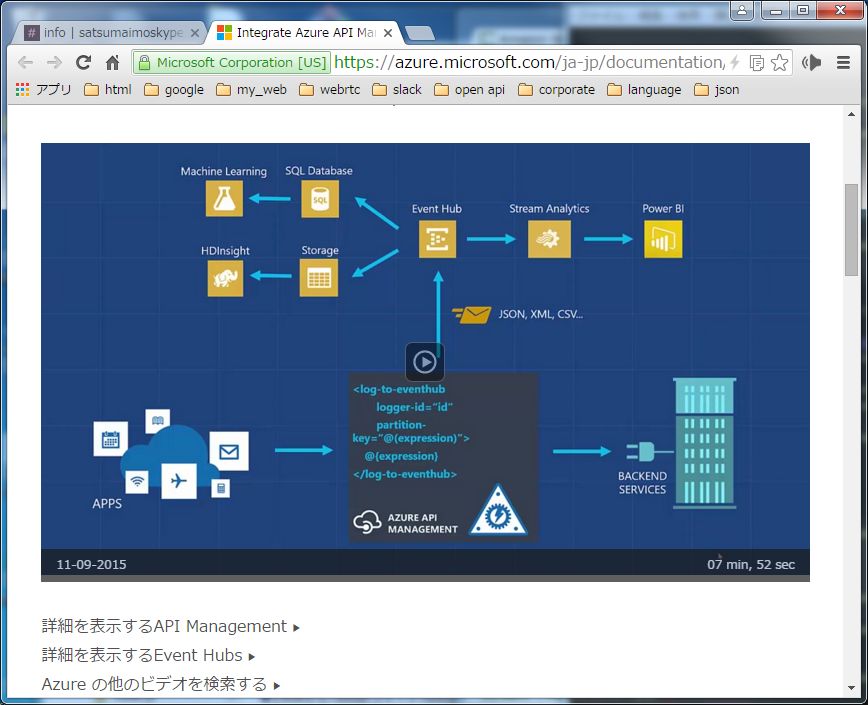 info | satsumaimoskype
Integrate Azure API Ma
Microsoft Corporation [US] https://azure.microsoft.com/ja-jp/documentation/
アプリ html google my_web webrtc slack open api corporate language json
Machine Learning SQL Database
Event Hub Stream Analytics Power BI
SQL
HDInsight Storage
JSON, XML, CSV...
<log-to-eventhub
logger-id="id"
partition-
key="@(expression)">
@(expression)
</log-to-eventhub>
APPS
BACKEND
SERVICES
AZURE API
MANAGEMENT
11-09-2015 07 min, 52 sec
詳細を表示するAPI Management
詳細を表示するEvent Hubs
Azure の他のビデオを検索する